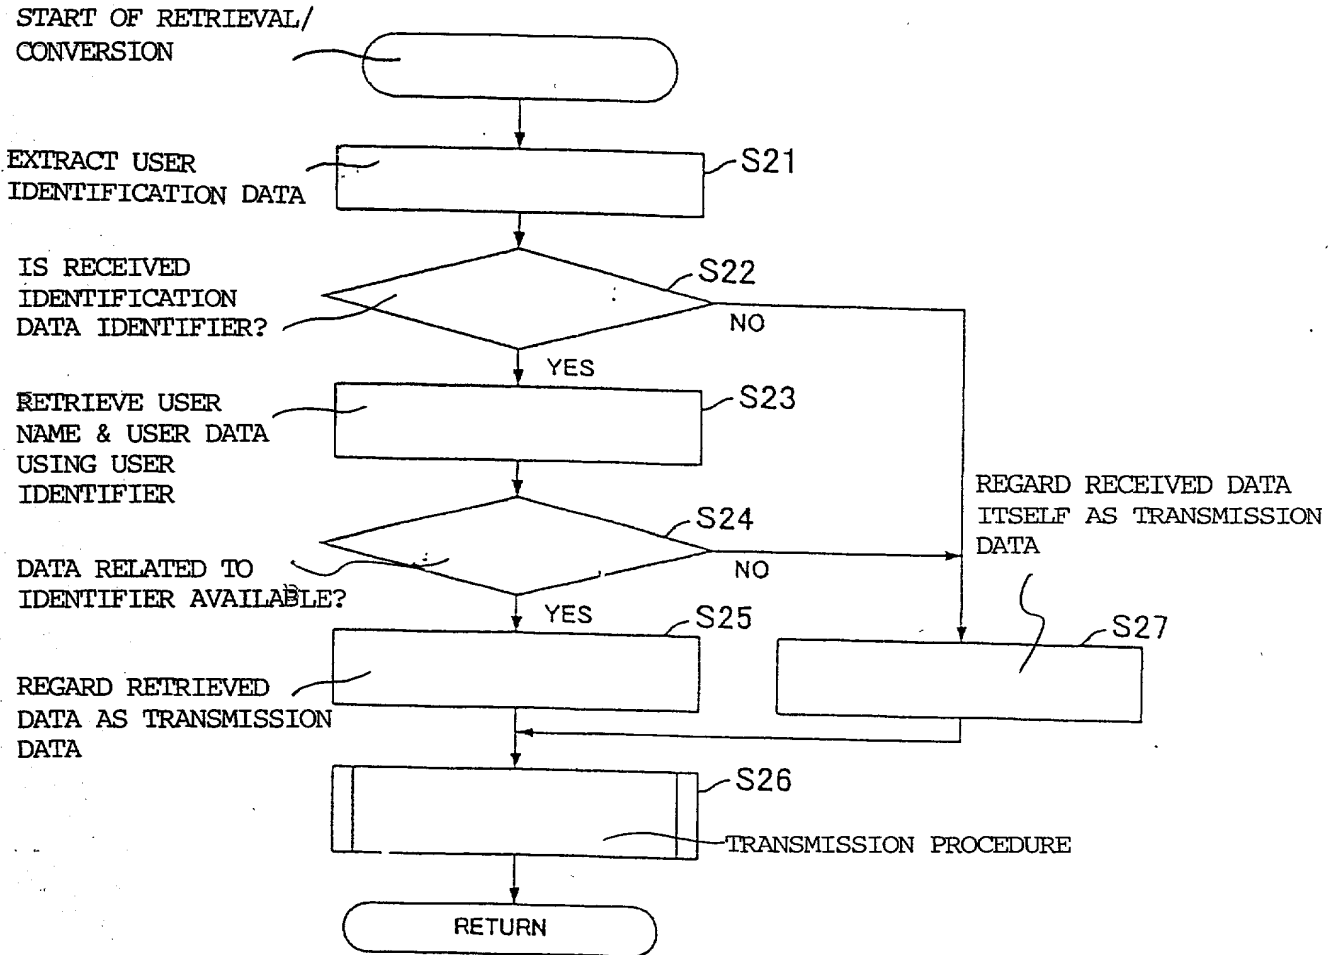 START OF RETRIEVAL/
CONVERSION
EXTRACT USER
IDENTIFICATION DATA
S21
IS RECEIVED
IDENTIFICATION
DATA IDENTIFIER?
S22
NO
YES
RETRIEVE USER
NAME & USER DATA
USING USER
IDENTIFIER
S23
DATA RELATED TO
IDENTIFIER AVAILABLE?
S24
NO
YES
REGARD RECEIVED DATA
ITSELF AS TRANSMISSION
DATA
S25
S27
REGARD RETRIEVED
DATA AS TRANSMISSION
DATA
S26
TRANSMISSION PROCEDURE
RETURN